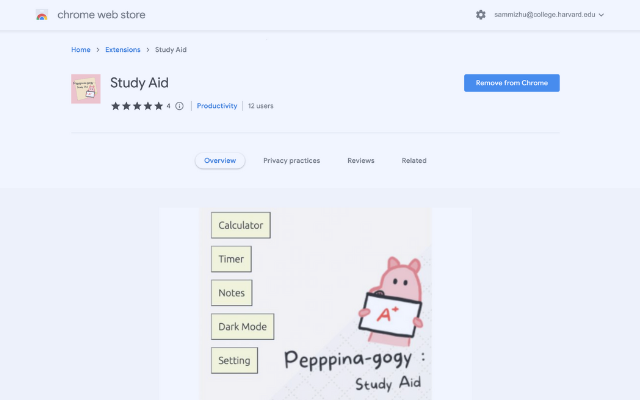 chrome web store
sammizhu@college.harvard.edu
Home > Extensions > Study Aid
Study Aid
Remove from Chrome
4
Productivity
12 users
Overview
Privacy practices
Reviews
Related
Calculator
Timer
Notes
Dark Mode
Setting
A+
Pepppina-gogy :
Study Aid